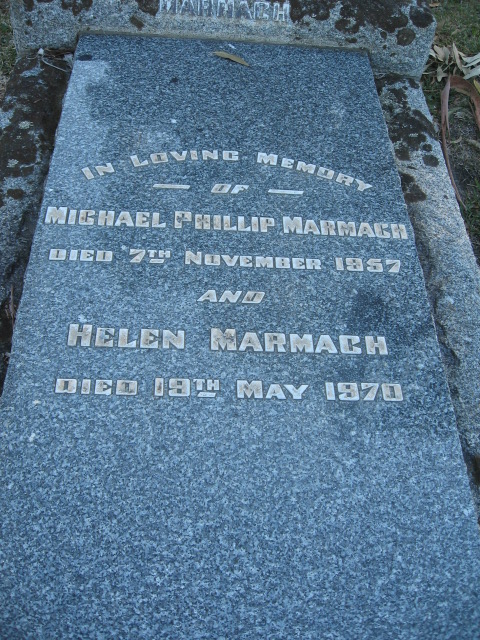 MARMACH
IN LOVING MEMORY
OF
MICHAEL PHILLIP MARMACH
DIED 7TH NOVEMBER 1957
AND
HELEN MARMACH
DIED 19TH MAY 1970